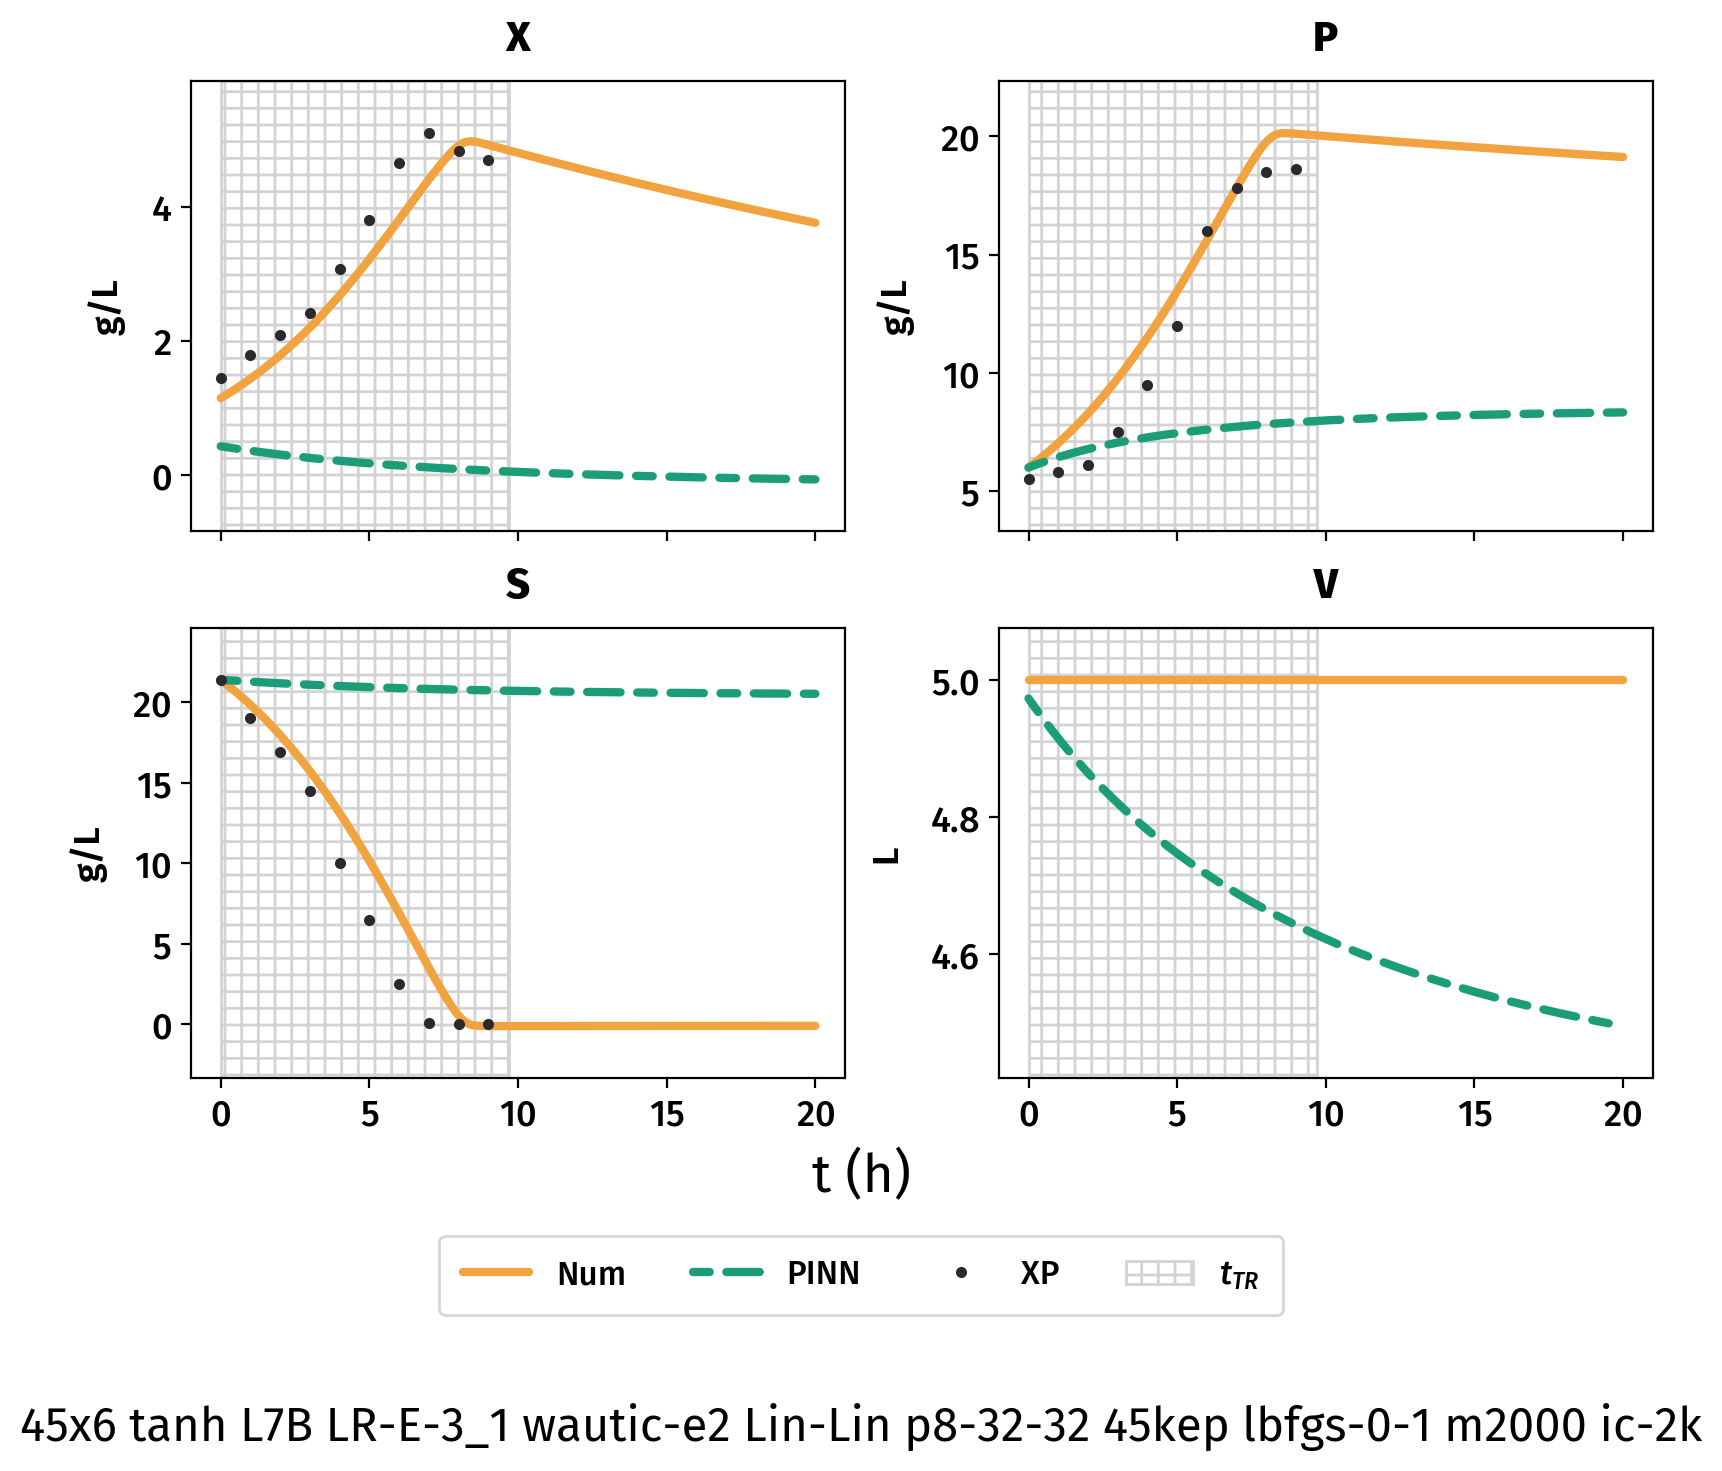 X
P
g/L
4
2
0
g/L
20
15
10
5
S
V
g/L
20
15
10
5
0
0 5 10 15 20
L
5.0
4.8
4.6
0 5 10 15 20
t (h)
Num PINN XP tTR
45x6 tanh L7B LR-E-3_1 wautic-e2 Lin-Lin p8-32-32 45kep lbfgs-0-1 m2000 ic-2k